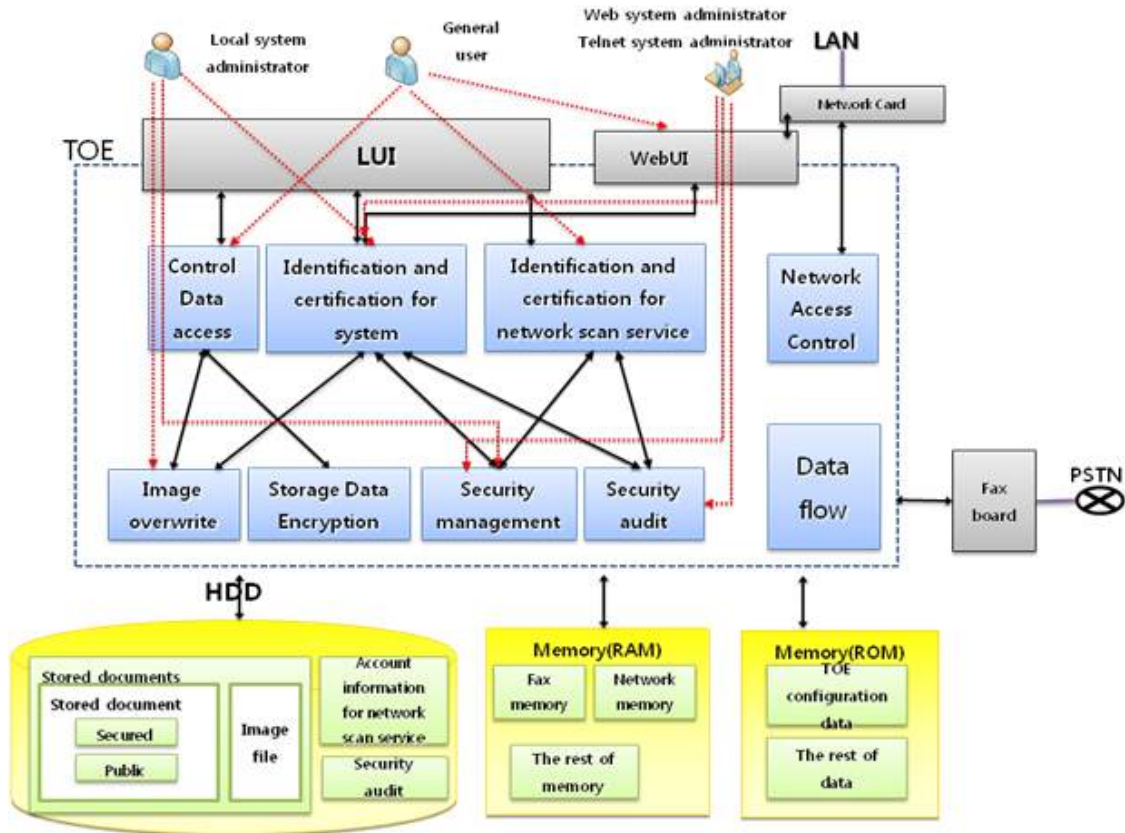 Local system
administrator
General
user
Web system administrator
Telnet system administrator
LAN
Network Card
TOE
LUI
WebUI
Control
Data
access
Identification and
certification for
system
Identification and
certification for
network scan service
Network
Access
Control
Image
overwrite
Storage Data
Encryption
Security
management
Security
audit
Data
flow
Fax
board
PSTN
HDD
Stored documents
Stored document
Secured
Public
Image
file
Account
information
for network
scan service
Security
audit
Memory(RAM)
Fax
memory
Network
memory
The rest of
memory
Memory(ROM)
TOE
configuration
data
The rest of
data